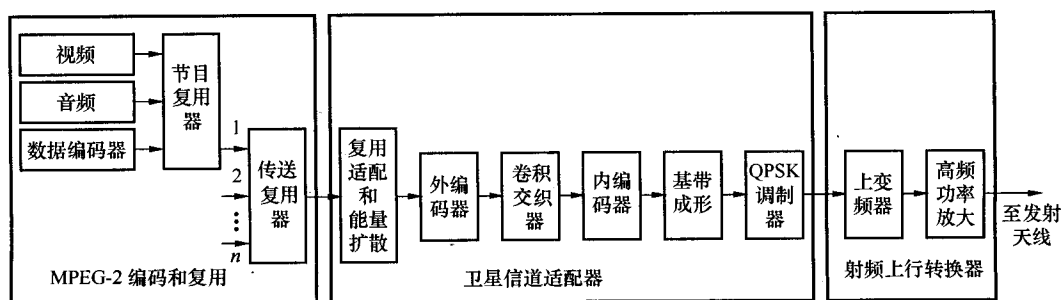 视频
音频
数据编码器
节目
复用
器
1
2
n
传送
复用
器
MPEG-2 编码和复用
复用
适配
和
能量
扩散
外编
码器
卷积
交织
器
内编
码器
基带
成形
QPSK
调制
器
卫星信道适配器
上变
频器
高频
功率
放大
射频上行转换器
至发射
天线